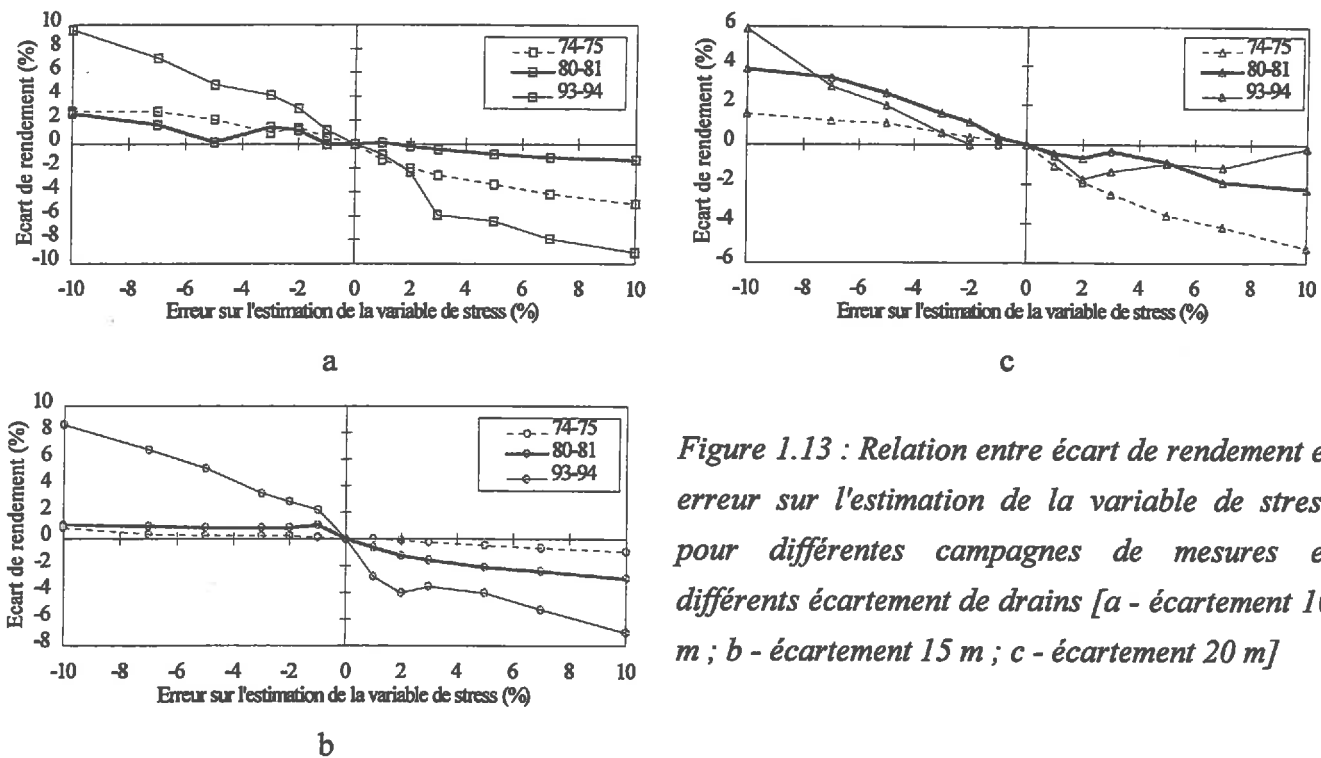 10
8
6
4
2
0
-2
-4
-6
-8
-10
Ecart de rendement (%)
74-75
80-81
93-94
-10 -8 -6 -4 -2 0 2 4 6 8 10
Erreur sur l'estimation de la variable de stress (%)
a
6
4
2
0
-2
-4
-6
Ecart de rendement (%)
74-75
80-81
93-94
-10 -8 -6 -4 -2 0 2 4 6 8 10
Erreur sur l'estimation de la variable de stress (%)
c
10
8
6
4
2
0
-2
-4
-6
-8
Ecart de rendement (%)
74-75
80-81
93-94
-10 -8 -6 -4 -2 0 2 4 6 8 10
Erreur sur l'estimation de la variable de stress (%)
b
Figure 1.13 : Relation entre écart de rendement e
erreur sur l'estimation de la variable de stres
pour différentes campagnes de mesures e
différents écartement de drains [a - écartement 10
m ; b - écartement 15 m ; c - écartement 20 m]